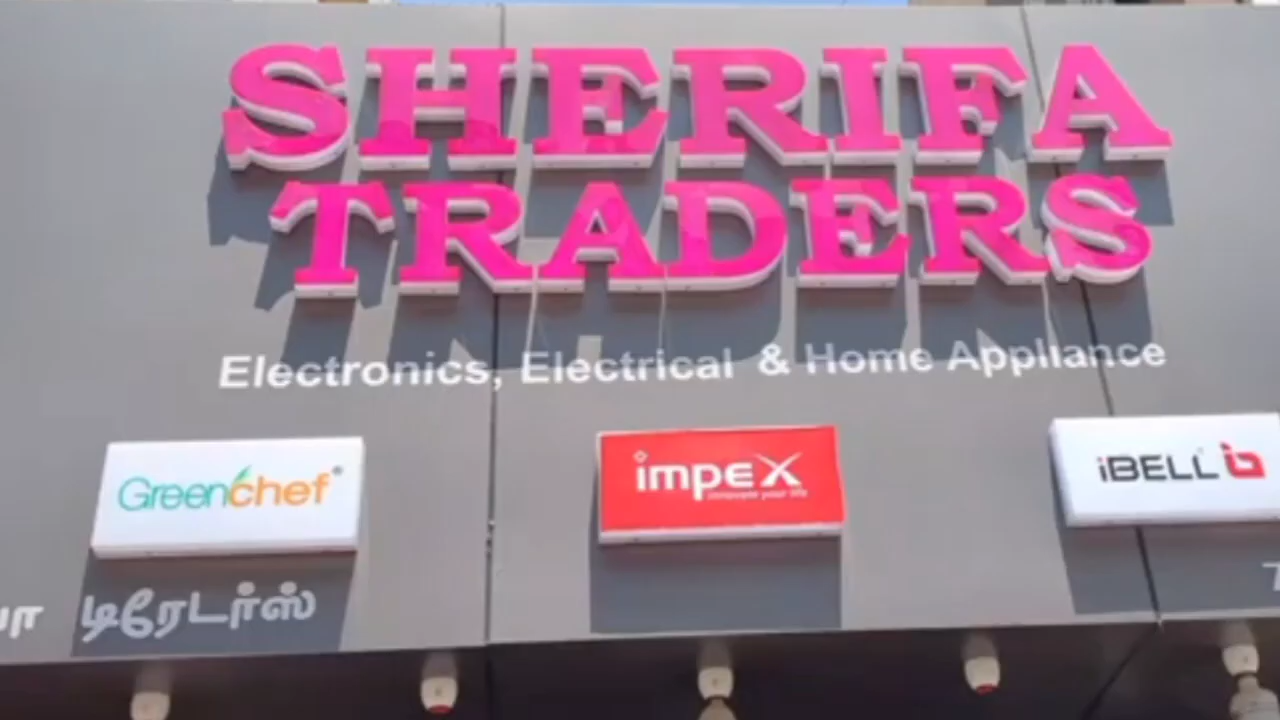 SHERIFA
TRADERS
Electronics, Electrical & Home Appliance
Greenchef®
impex
innovate your life
iBELL
டிரேடர்ஸ்